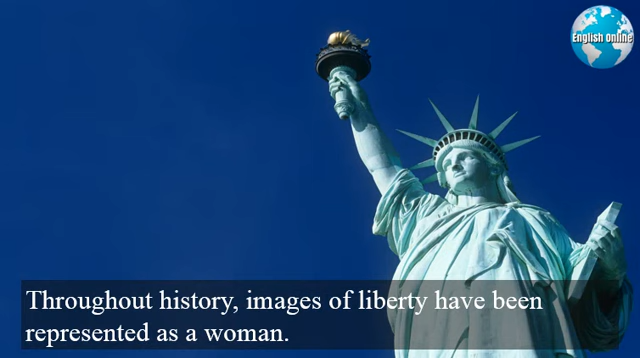 English Online
Throughout history, images of liberty have been
represented as a woman.